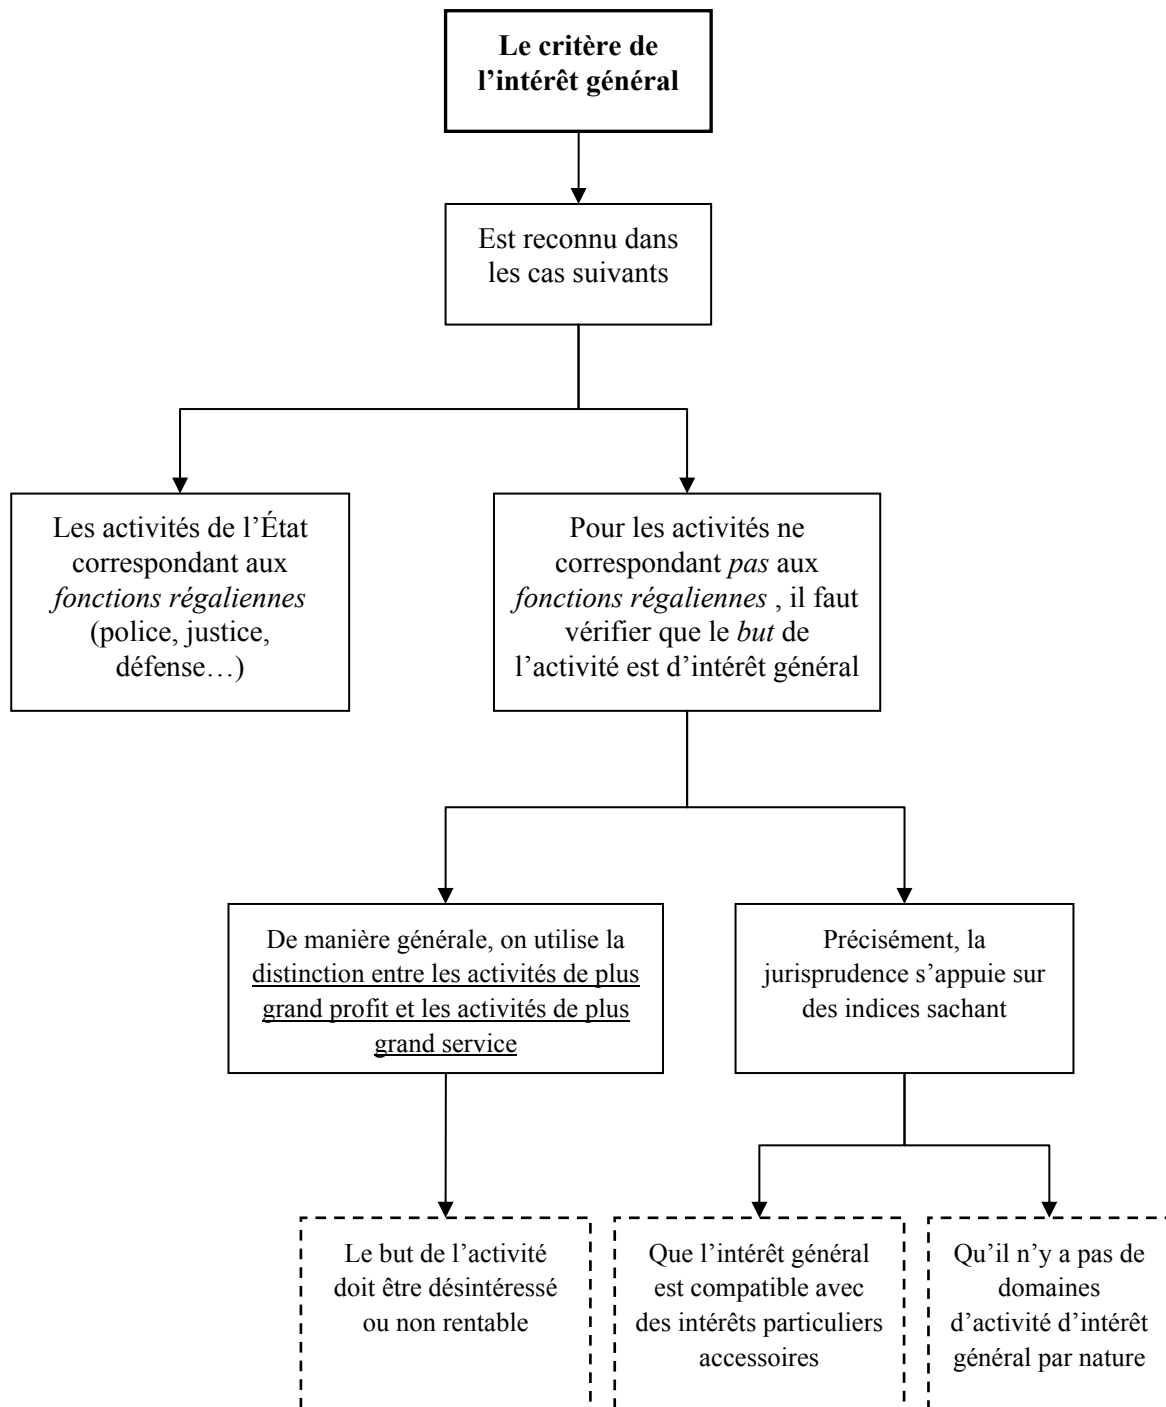 Le critère de
l’intérêt général
Est reconnu dans
les cas suivants
Les activités de l’État
correspondant aux
fonctions régaliennes
(police, justice,
défense…)
Pour les activités ne
correspondant pas aux
fonctions régaliennes , il faut
vérifier que le but de
l’activité est d’intérêt général
De manière générale, on utilise la
distinction entre les activités de plus
grand profit et les activités de plus
grand service
Précisément, la
jurisprudence s’appuie sur
des indices sachant
Le but de l’activité
doit être désintéressé
ou non rentable
Que l’intérêt général
est compatible avec
des intérêts particuliers
accessoires
Qu’il n’y a pas de
domaines
d’activité d’intérêt
général par nature